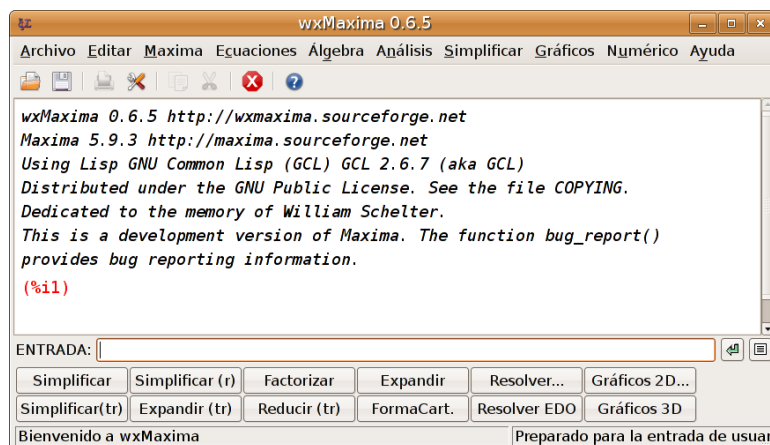 wxMaxima 0.6.5
Archivo Editar Maxima Ecuaciones Álgebra Análisis Simplificar Gráficos Numérico Ayuda
wxMaxima 0.6.5 http://wxmaxima.sourceforge.net
Maxima 5.9.3 http://maxima.sourceforge.net
Using Lisp GNU Common Lisp (GCL) GCL 2.6.7 (aka GCL)
Distributed under the GNU Public License. See the file COPYING.
Dedicated to the memory of William Schelter.
This is a development version of Maxima. The function bug_report()
provides bug reporting information.
(%i1)
ENTRADA:
Simplificar Simplificar (r) Factorizar Expandir Resolver... Gráficos 2D...
Simplificar(tr) Expandir (tr) Reducir (tr) FormaCart. Resolver EDO Gráficos 3D
Bienvenido a wxMaxima Preparado para la entrada de usuar